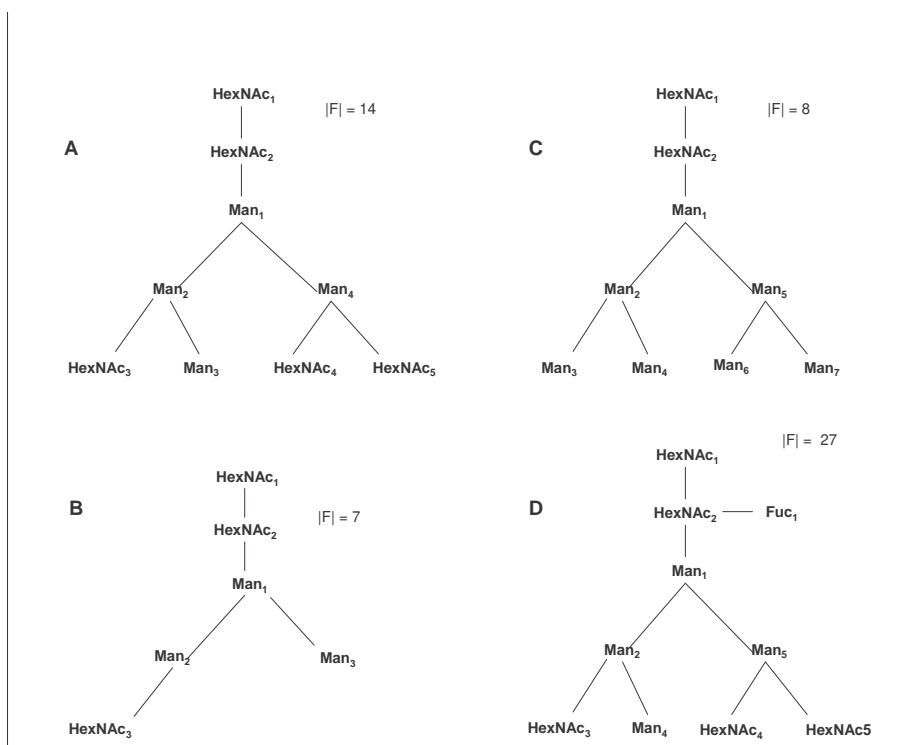 HexNAc₁
|F| = 14
A
HexNAc₂
Man₁
Man₂
Man₄
HexNAc₃
Man₃
HexNAc₄
HexNAc₅
HexNAc₁
|F| = 8
C
HexNAc₂
Man₁
Man₂
Man₅
Man₃
Man₄
Man₆
Man₇
HexNAc₁
B
|F| = 7
HexNAc₂
Man₁
Man₂
Man₃
HexNAc₃
|F| = 27
HexNAc₁
D
HexNAc₂
Fuc₁
Man₁
Man₂
Man₅
HexNAc₃
Man₄
HexNAc₄
HexNAc5